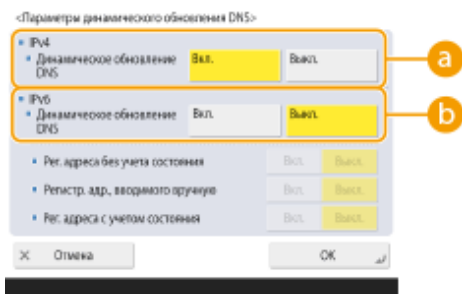 <Параметры динамического обновления DNS>
IPv4
Динамическое обновление DNS Вкл. Выкл.
a
IPv6
Динамическое обновление DNS Вкл. Выкл.
b
Рег. адреса без учета состояния Вкл. Выкл.
Регистр. адр., вводимого вручную Вкл. Выкл.
Рег. адреса с учетом состояния Вкл. Выкл.
× Отмена OK